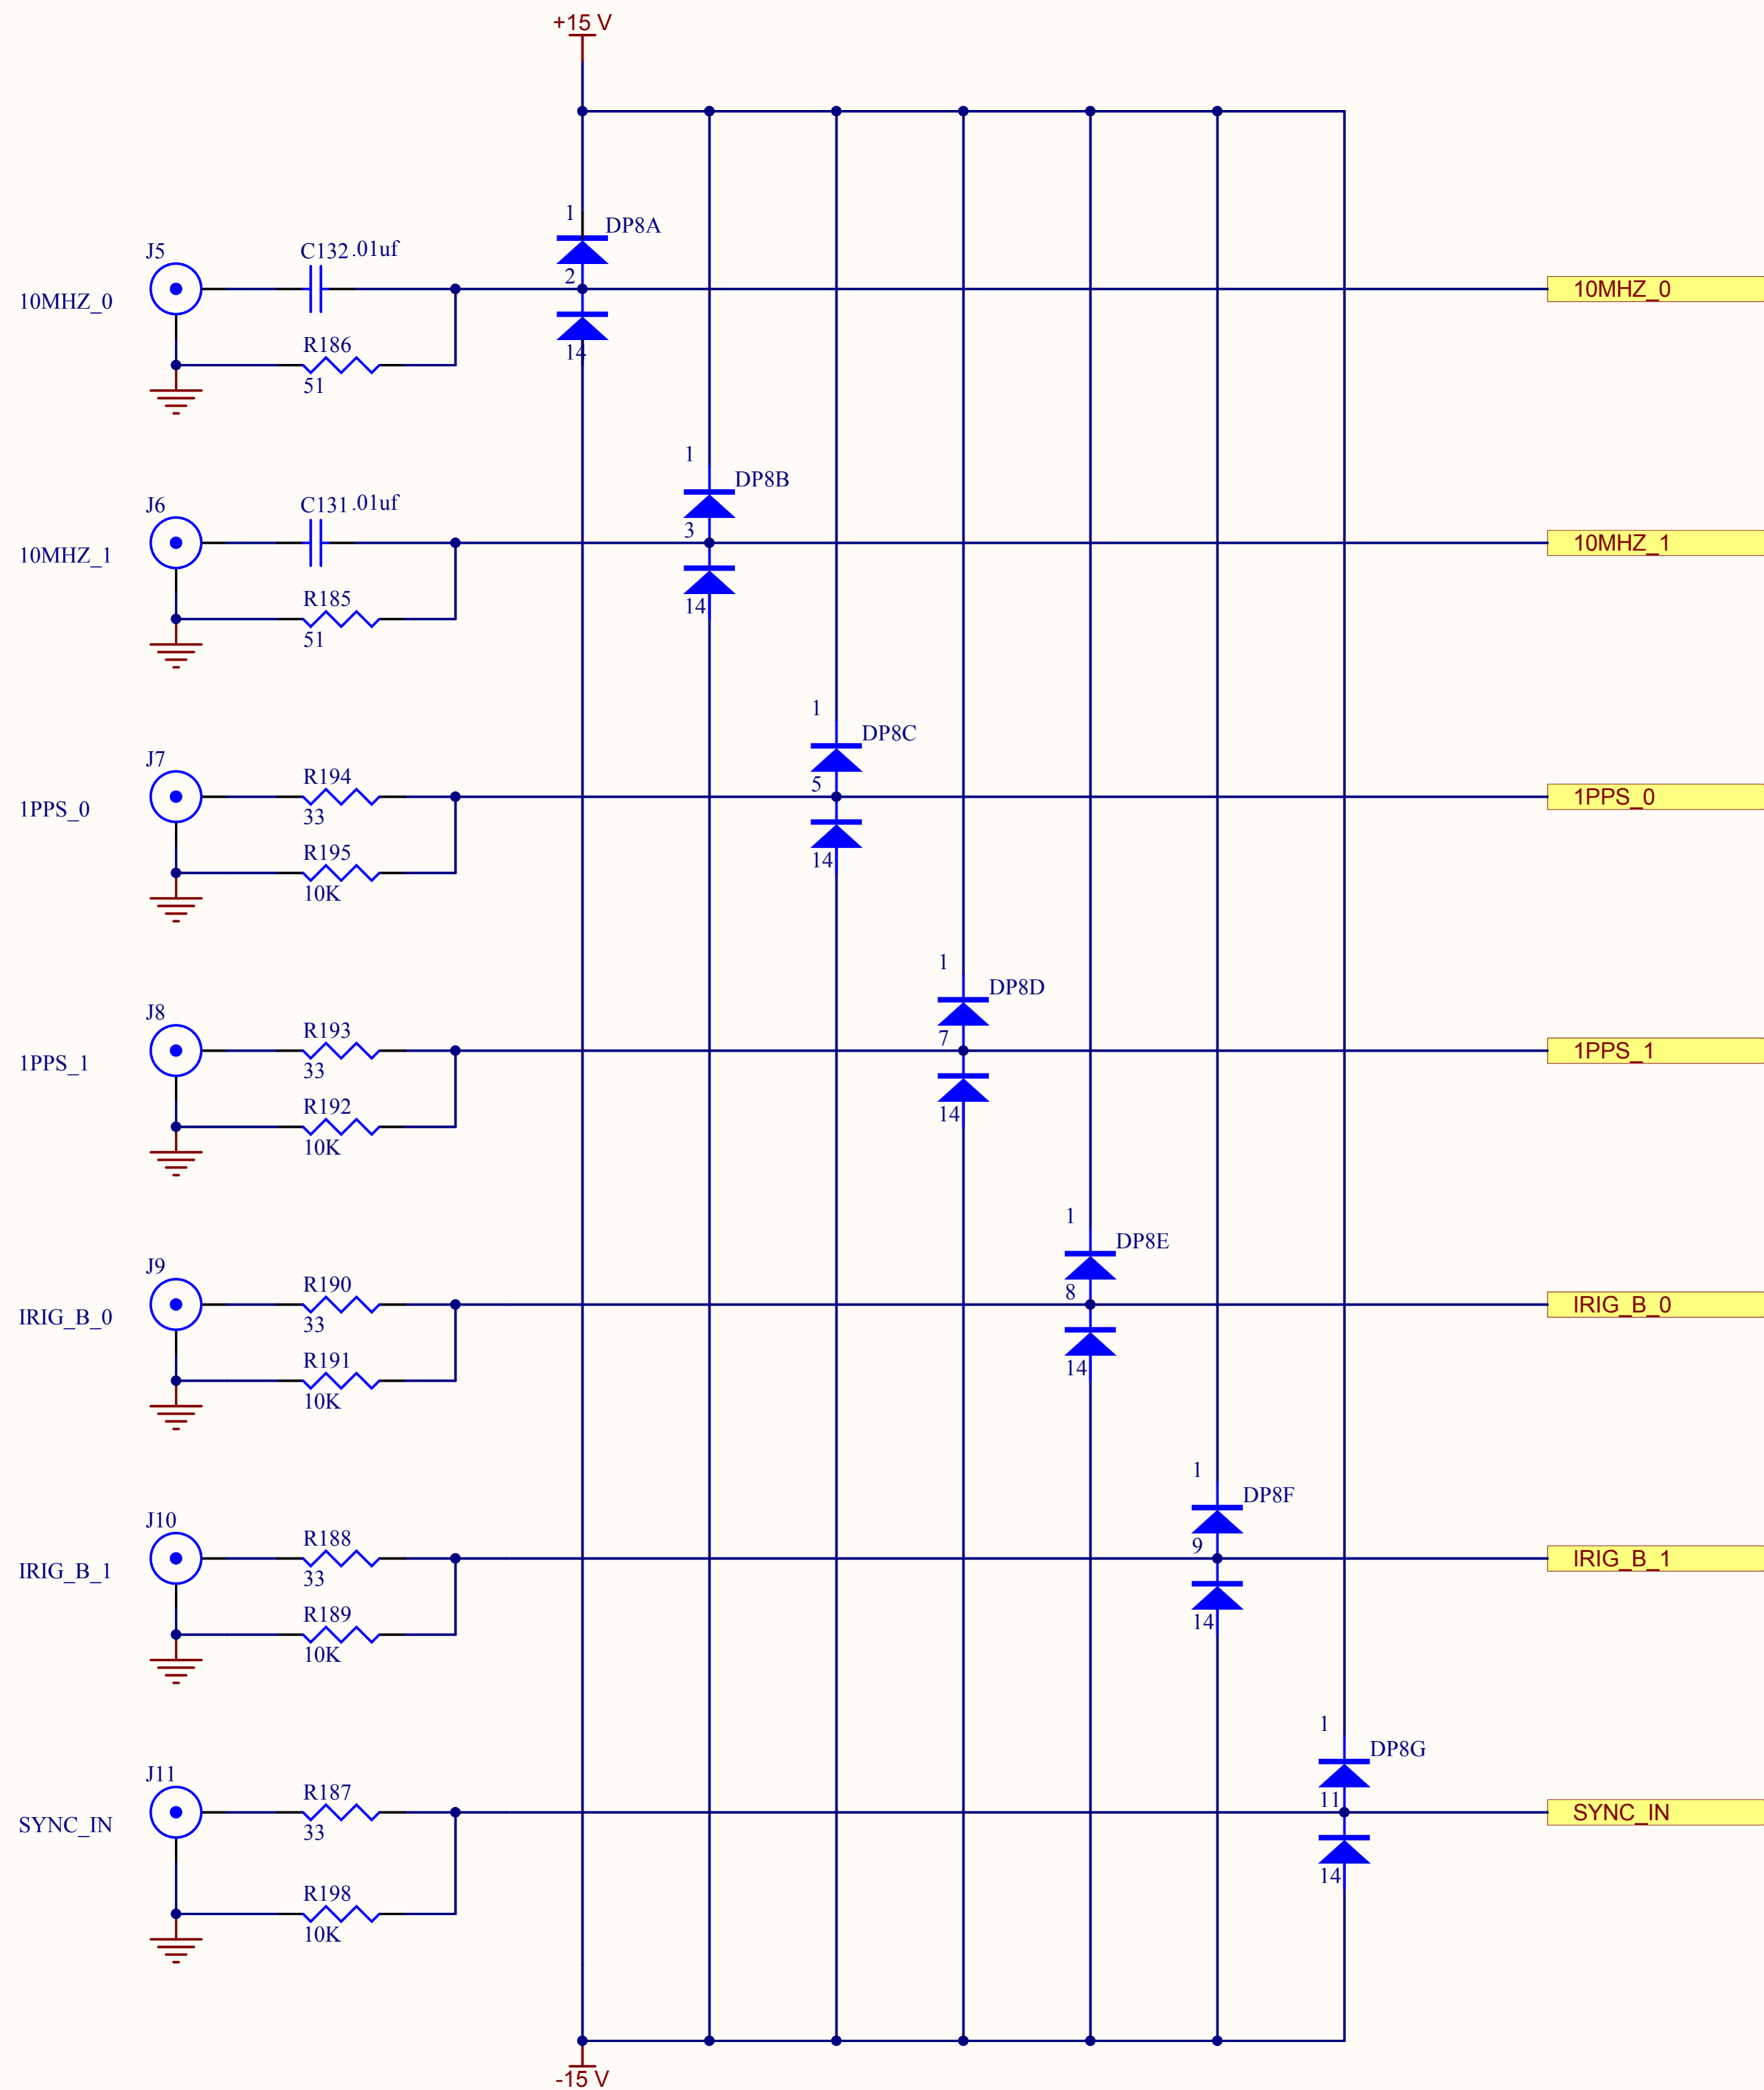 +15 V
1
DP8A
J5
C132 .01uf
2
10MHZ_0
10MHZ_0
R186
14
51
1
DP8B
J6
C131 .01uf
3
10MHZ_1
10MHZ_1
R185
14
51
1
DP8C
J7
R194
5
1PPS_0
1PPS_0
33
R195
14
10K
1
DP8D
J8
R193
7
1PPS_1
1PPS_1
33
R192
14
10K
1
DP8E
J9
R190
8
IRIG_B_0
IRIG_B_0
33
R191
14
10K
1
DP8F
J10
R188
9
IRIG_B_1
IRIG_B_1
33
R189
14
10K
1
DP8G
J11
R187
11
SYNC_IN
SYNC_IN
33
14
R198
10K
-15 V